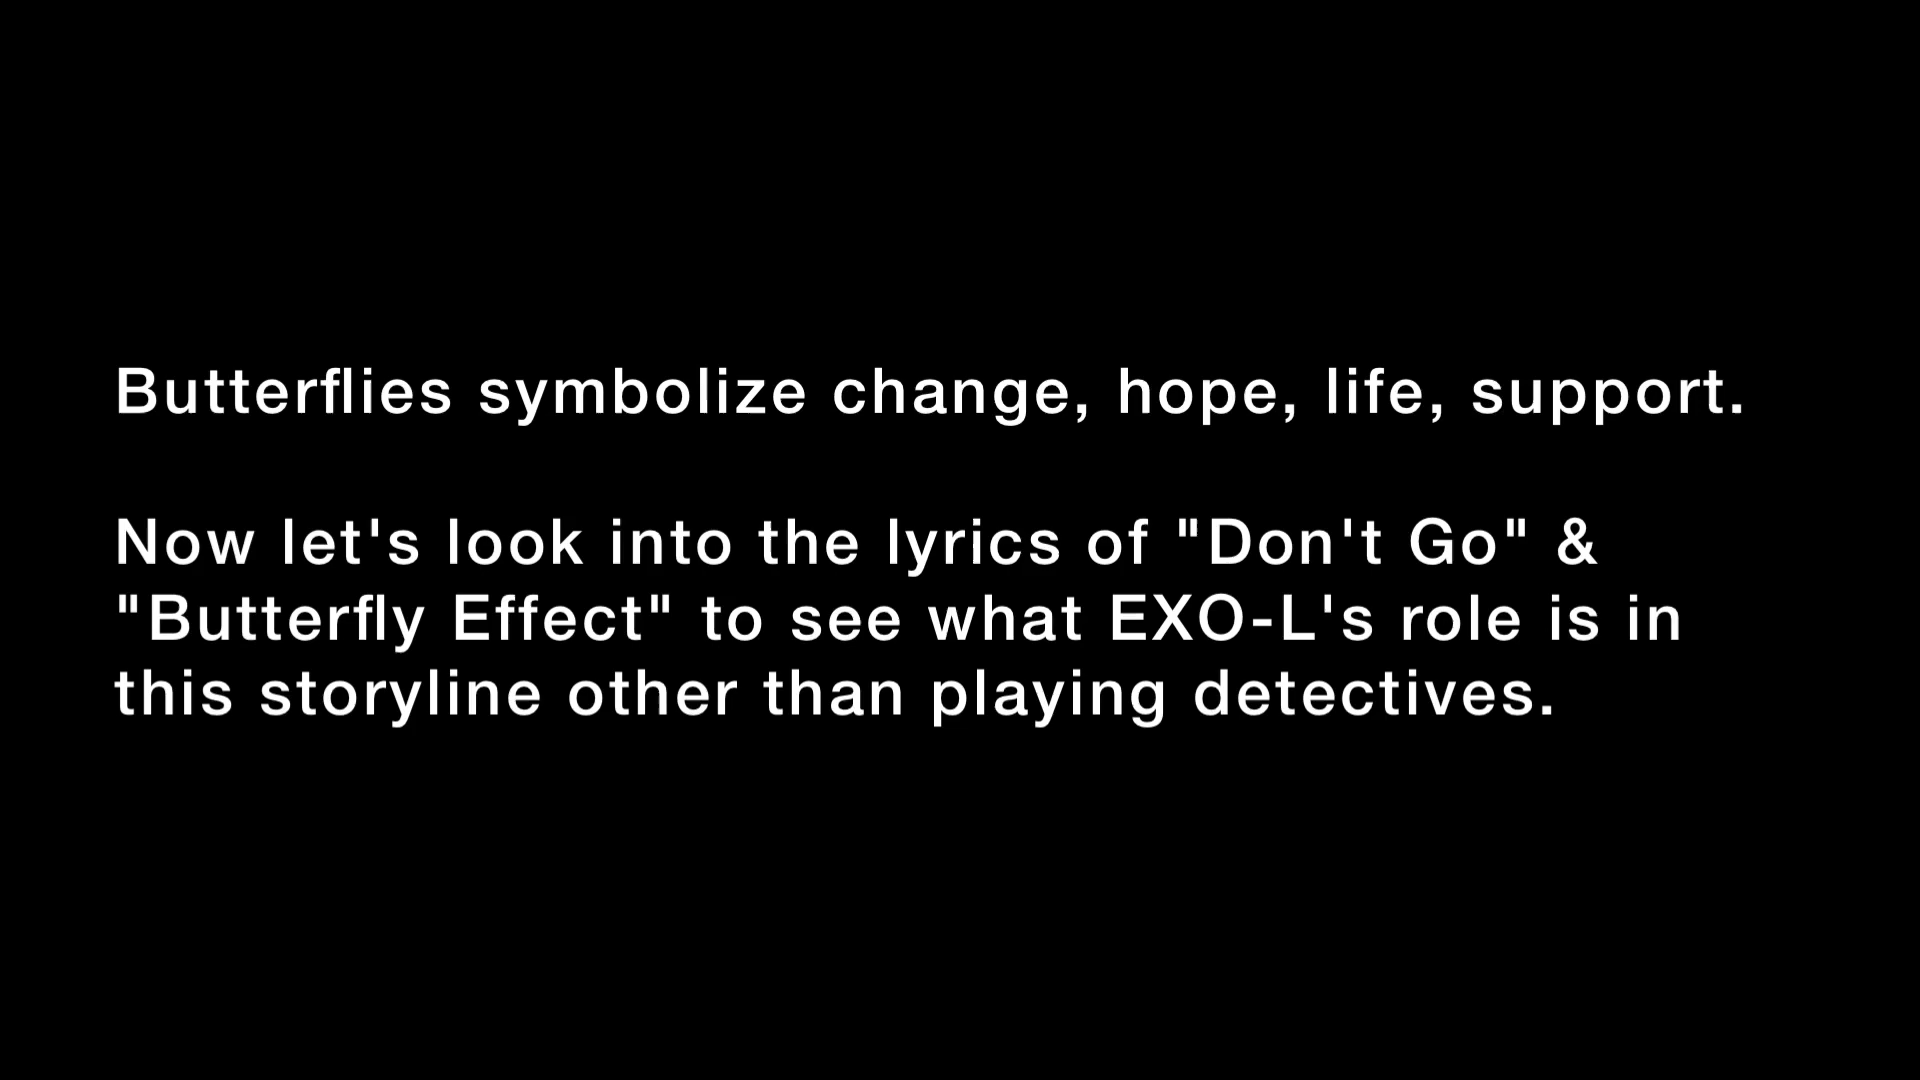 Butterflies symbolize change, hope, life, support.
Now let's look into the lyrics of "Don't Go" &
"Butterfly Effect" to see what EXO-L's role is in
this storyline other than playing detectives.